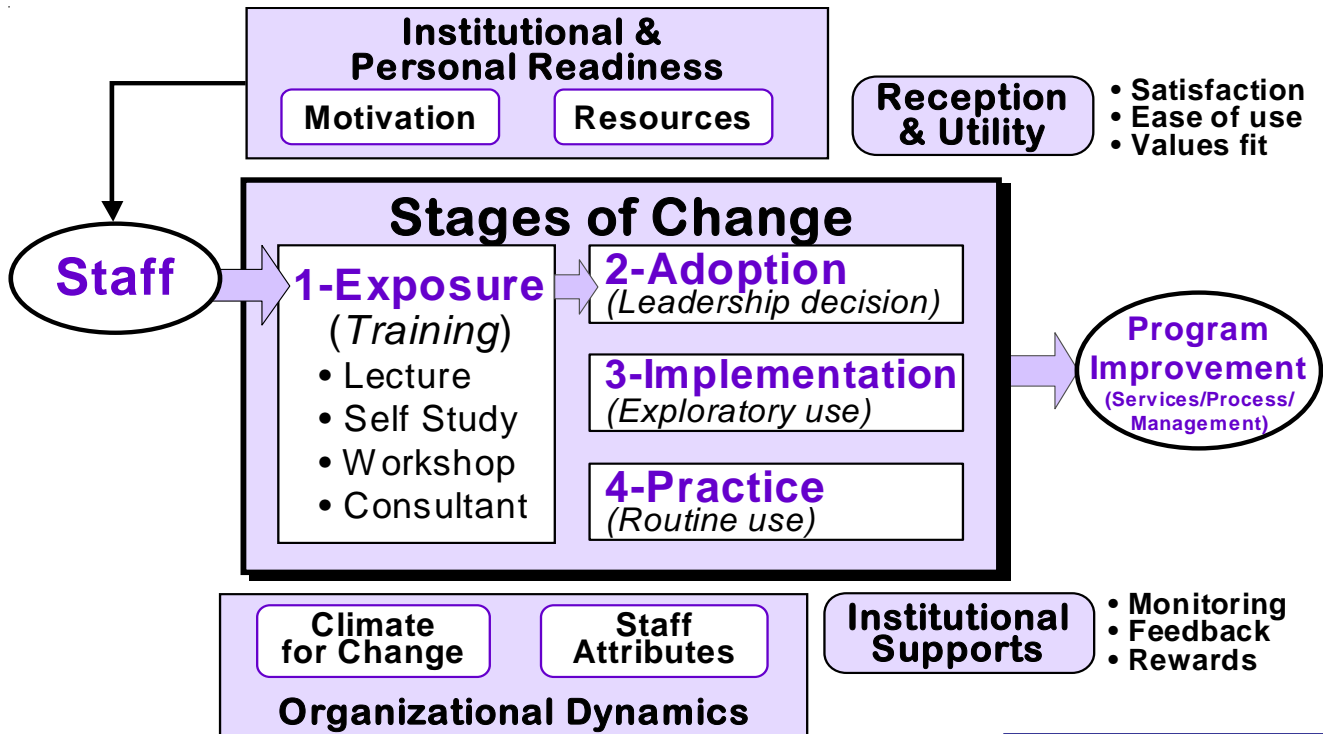 Institutional &
Personal Readiness
Motivation
Resources
Reception
& Utility
• Satisfaction
• Ease of use
• Values fit
Stages of Change
Staff
1-Exposure
(Training)
• Lecture
• Self Study
• Workshop
• Consultant
2-Adoption
(Leadership decision)
3-Implementation
(Exploratory use)
4-Practice
(Routine use)
Program
Improvement
(Services/Process/
Management)
Climate
for Change
Staff
Attributes
Organizational Dynamics
Institutional
Supports
• Monitoring
• Feedback
• Rewards